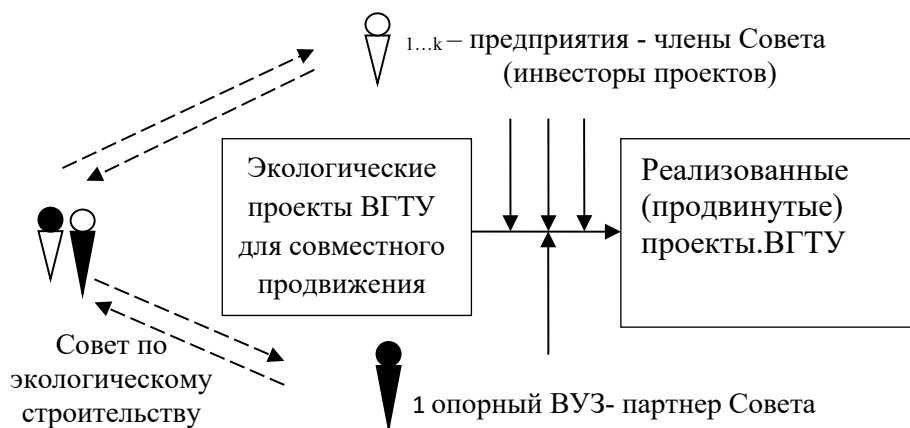 1…k – предприятия - члены Совета
(инвесторы проектов)
Экологические
проекты ВГТУ
для совместного
продвижения
Реализованные
(продвинутые)
проекты.ВГТУ
Совет по
экологическому
строительству
1 опорный ВУЗ- партнер Совета